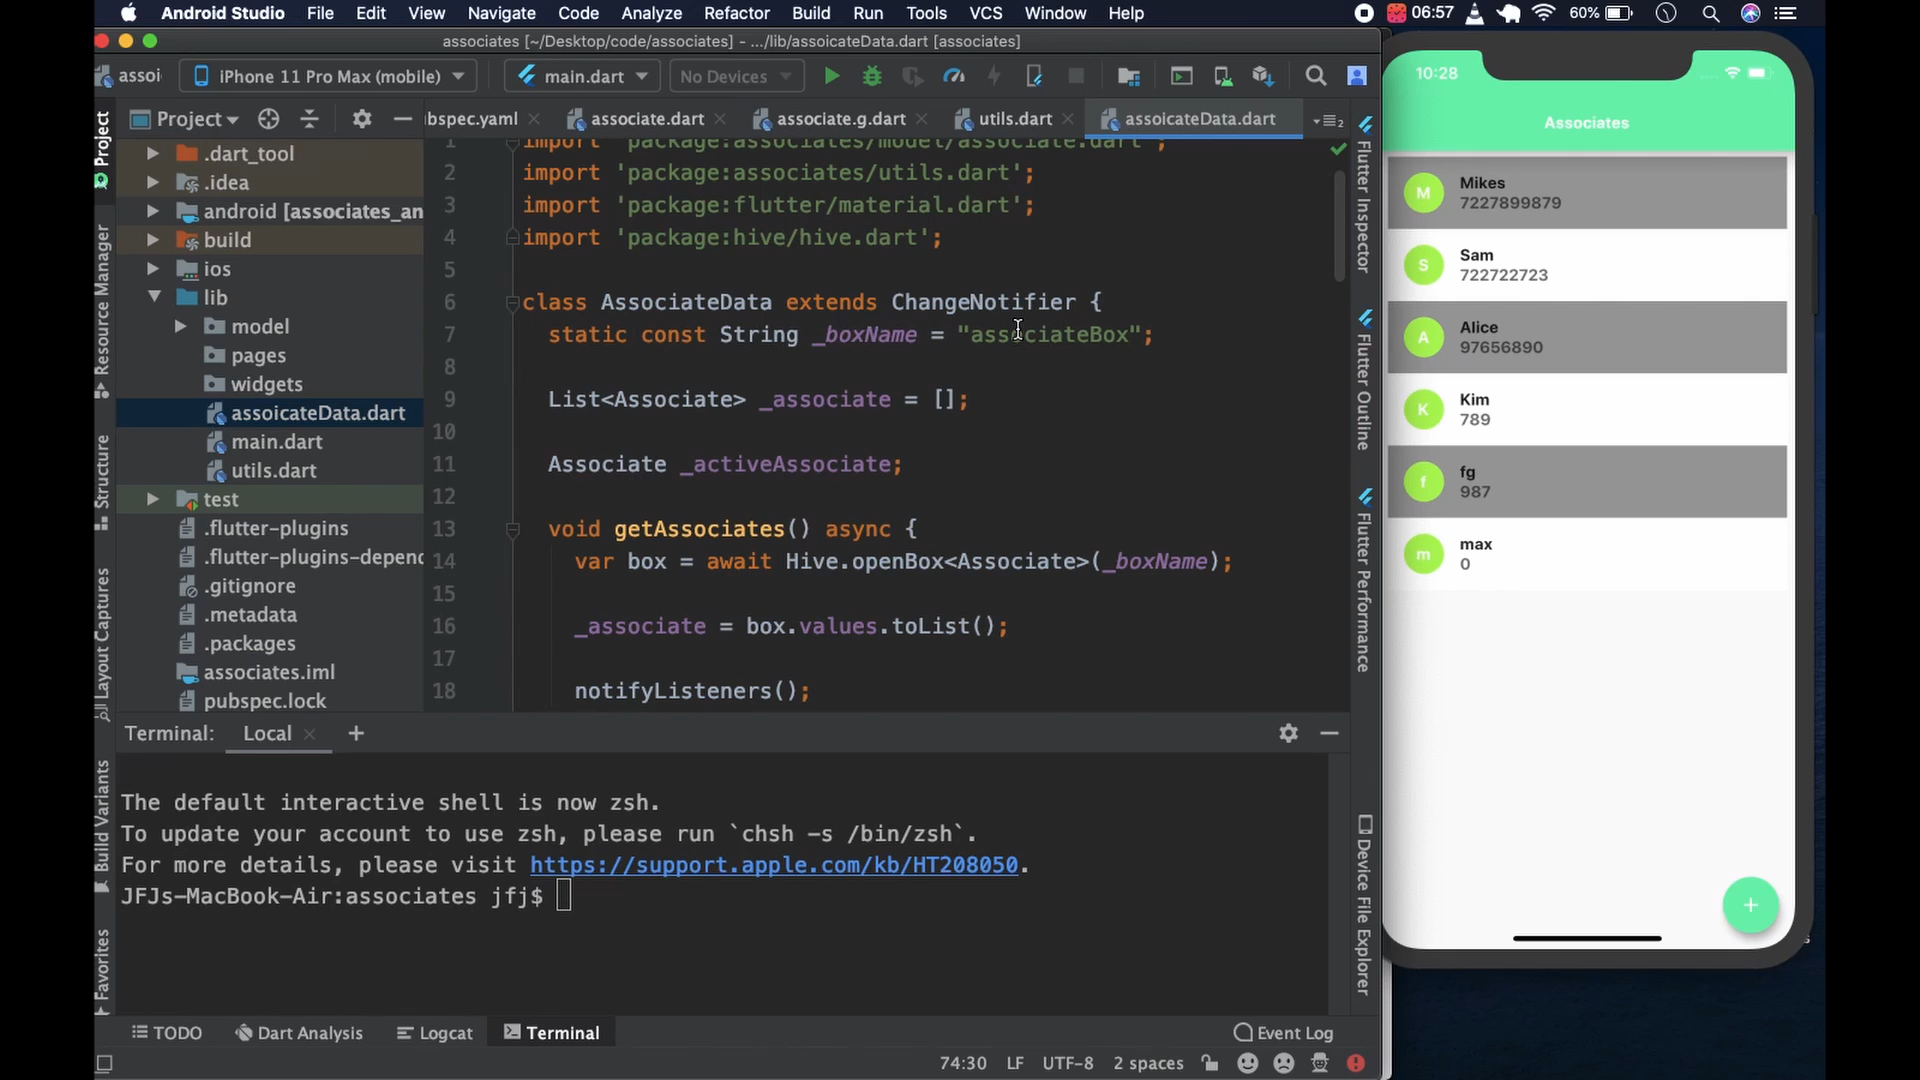 Android Studio File Edit View Navigate Code Analyze Refactor Build Run Tools VCS Window Help 06:57 60%
associates [~/Desktop/code/associates] - .../lib/assoicateData.dart [associates]
assoi iPhone 11 Pro Max (mobile) main.dart No Devices
Project bspec.yaml associate.dart associate.g.dart utils.dart assoicateData.dart
Project
Resource Manager
Structure
Layout Captures
Build Variants
Favorites
.dart_tool
.idea
android [associates_an
build
ios
lib
model
pages
widgets
assoicateData.dart
main.dart
utils.dart
test
.flutter-plugins
.flutter-plugins-depend
.gitignore
.metadata
.packages
associates.iml
pubspec.lock
1 import 'package:associates/model/associate.dart';
2 import 'package:associates/utils.dart';
3 import 'package:flutter/material.dart';
4 import 'package:hive/hive.dart';
5
6 class AssociateData extends ChangeNotifier {
7 static const String _boxName = "associateBox";
8
9 List<Associate> _associate = [];
10
11 Associate _activeAssociate;
12
13 void getAssociates() async {
14 var box = await Hive.openBox<Associate>(_boxName);
15
16 _associate = box.values.toList();
17
18 notifyListeners();
Flutter Inspector
Flutter Outline
Flutter Performance
Device File Explorer
Terminal: Local +
The default interactive shell is now zsh.
To update your account to use zsh, please run `chsh -s /bin/zsh`.
For more details, please visit https://support.apple.com/kb/HT208050.
JFJs-MacBook-Air:associates jfj$
TODO Dart Analysis Logcat Terminal Event Log
74:30 LF UTF-8 2 spaces
10:28
Associates
M Mikes
7227899879
S Sam
722722723
A Alice
97656890
K Kim
789
f fg
987
m max
0
+
s